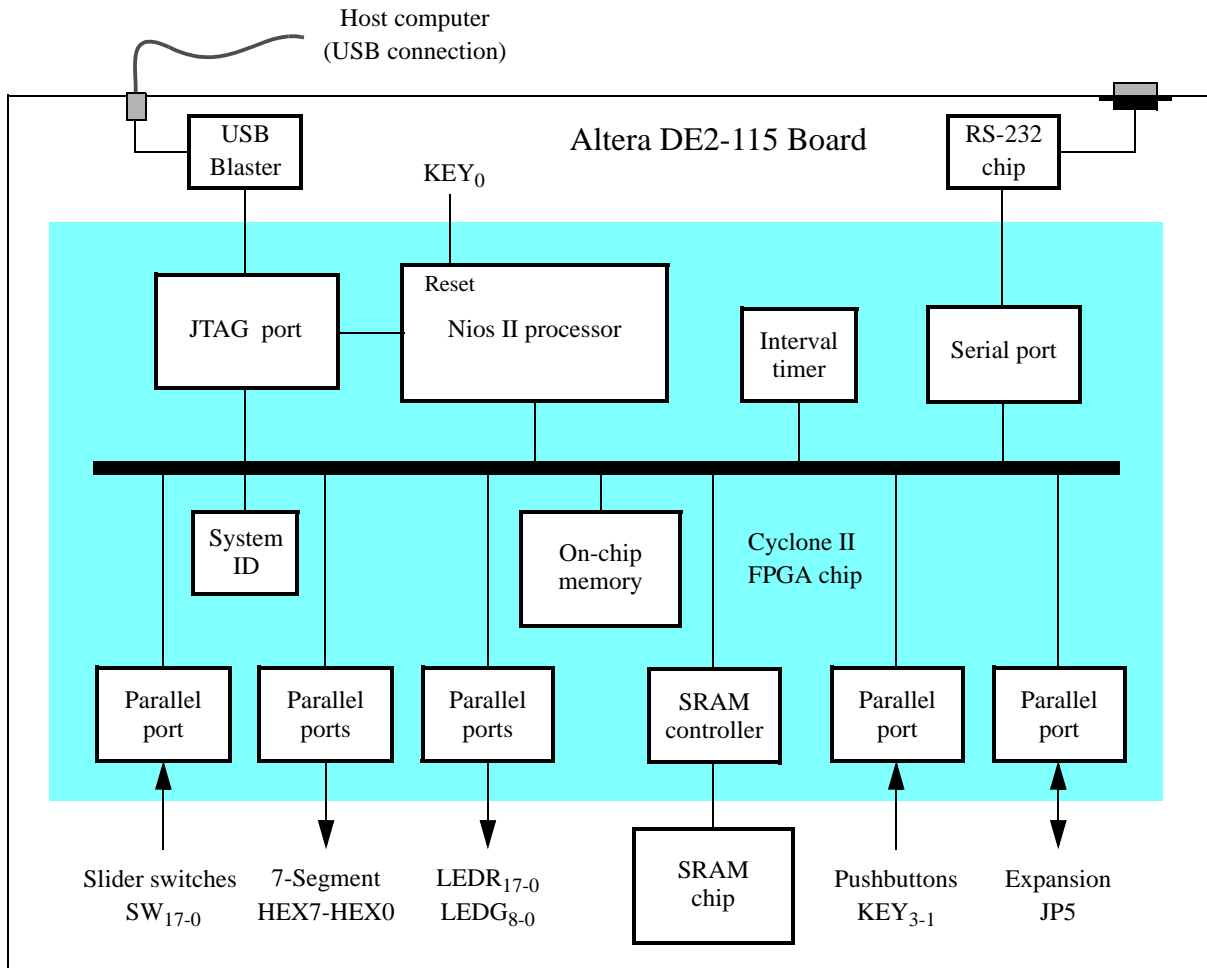 Host computer
(USB connection)
USB
Blaster
Altera DE2-115 Board
RS-232
chip
KEY0
Reset
JTAG port
Nios II processor
Interval
timer
Serial port
System
ID
On-chip
memory
Cyclone II
FPGA chip
Parallel
port
Parallel
ports
Parallel
ports
SRAM
controller
Parallel
port
Parallel
port
Slider switches
SW17-0
7-Segment
HEX7-HEX0
LEDR17-0
LEDG8-0
SRAM
chip
Pushbuttons
KEY3-1
Expansion
JP5